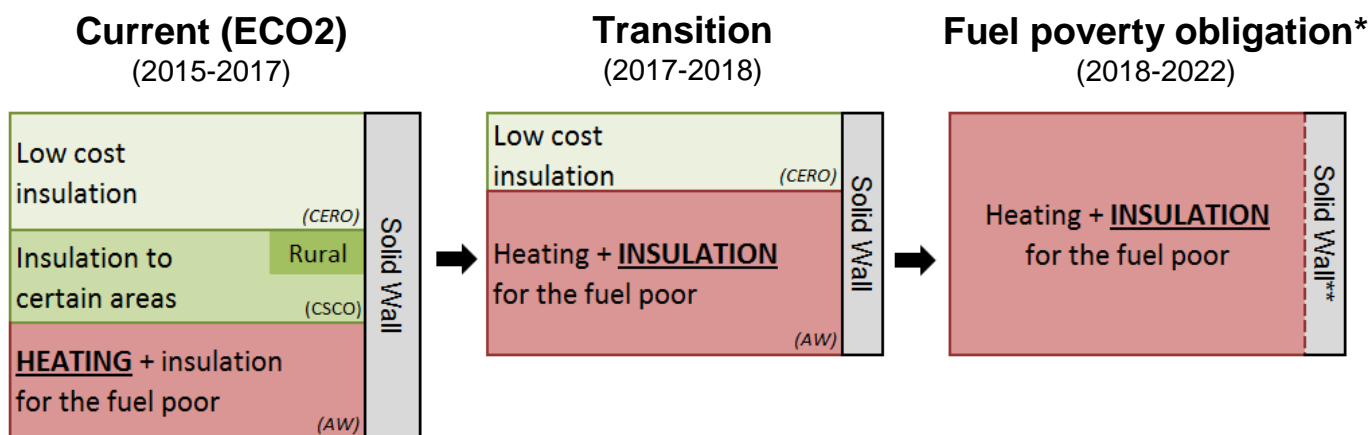 Current (ECO2)
(2015-2017)
Low cost
insulation
(CERO)
Insulation to
certain areas
Rural
(CSCO)
HEATING + insulation
for the fuel poor
(AW)
Solid Wall
Transition
(2017-2018)
Low cost
insulation
(CERO)
Heating + INSULATION
for the fuel poor
(AW)
Solid Wall
Fuel poverty obligation*
(2018-2022)
Heating + INSULATION
for the fuel poor
Solid Wall**